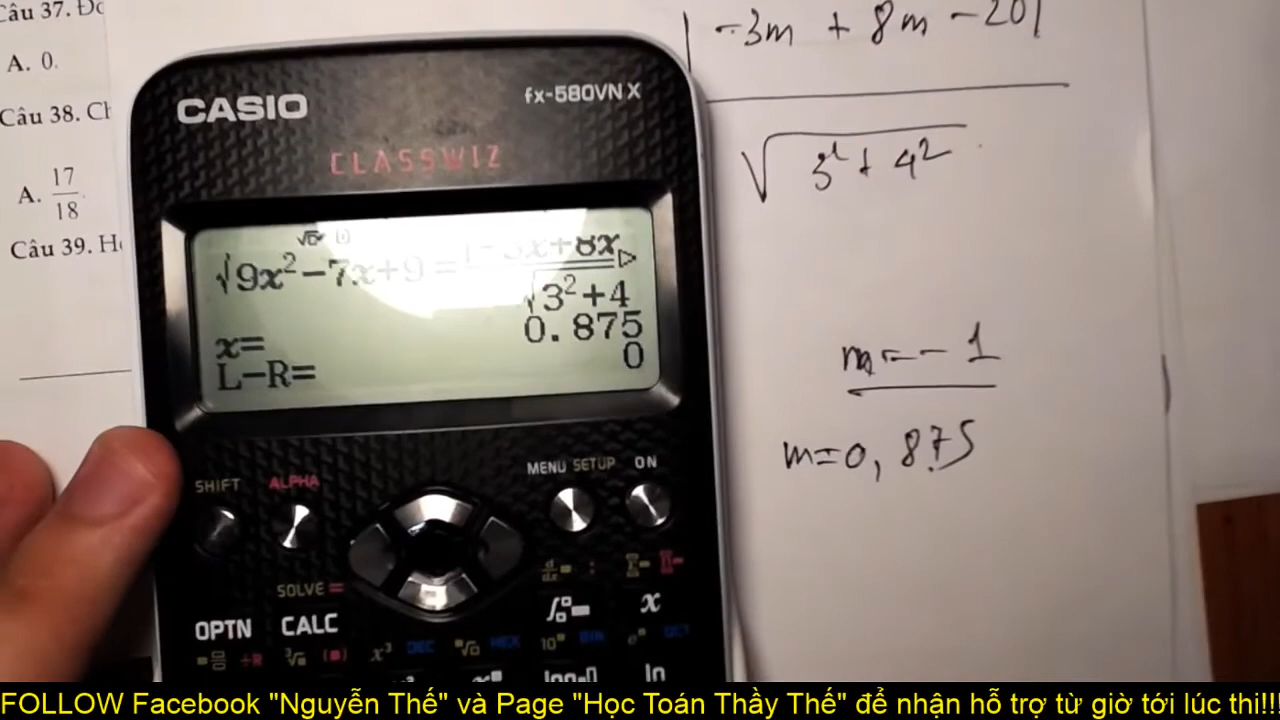 Câu 37.
A. 0.
Câu 38.
A. 17/18
Câu 39.
CASIO
fx-580VN X
CLASSWIZ
√9x²-7x+9=|-3x+8x
√3²+4
x= 0.875
L-R= 0
SHIFT
ALPHA
MENU SETUP
ON
SOLVE =
OPTN
CALC
x
ln
|-3m + 8m - 20|
√3² + 4²
m = -1
m=0,875
FOLLOW Facebook "Nguyễn Thế" và Page "Học Toán Thầy Thế" để nhận hỗ trợ từ giờ tới lúc thi!!!